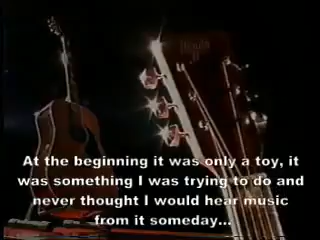 At the beginning it was only a toy, it
was something I was trying to do and
never thought I would hear music
from it someday...